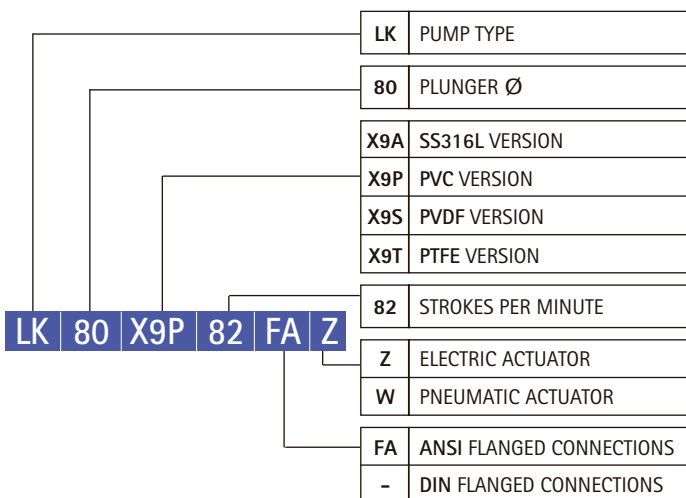 LK PUMP TYPE
80 PLUNGER Ø
X9A SS316L VERSION
X9P PVC VERSION
X9S PVDF VERSION
X9T PTFE VERSION
82 STROKES PER MINUTE
LK 80 X9P 82 FA Z
Z ELECTRIC ACTUATOR
W PNEUMATIC ACTUATOR
FA ANSI FLANGED CONNECTIONS
- DIN FLANGED CONNECTIONS